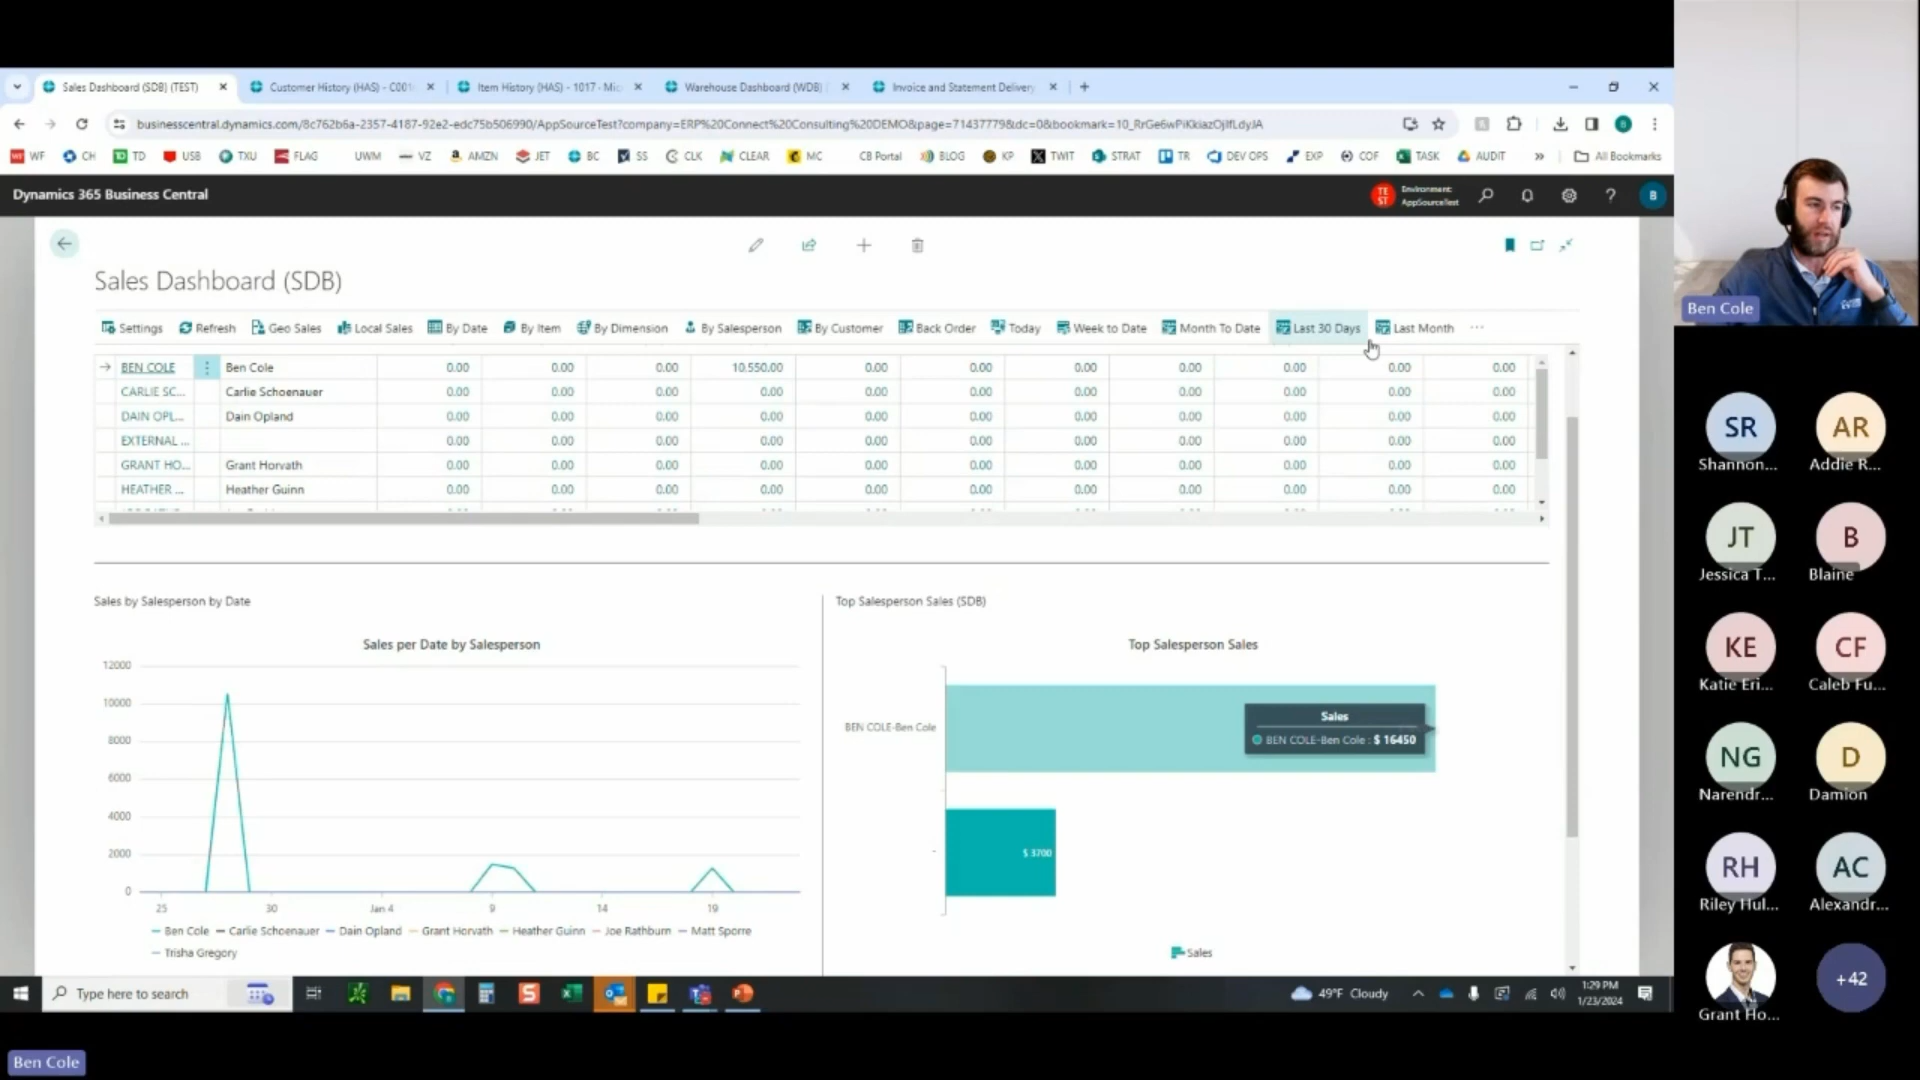 Sales Dashboard (SDB) (TEST)
Customer History (HAS) - C001
Item History (HAS) - 1017 - Mic
Warehouse Dashboard (WDB)
Invoice and Statement Delivery
businesscentral.dynamics.com/8c762b6a-2357-4187-92e2-edc75b506990/AppSourceTest?company=ERP%20Connect%20Consulting%20DEMO&page=71437779&dc=0&bookmark=10_RrGe6wPiKkiazOjIfLdyJA
WF CH TD USB TXU FLAG UWM VZ AMZN JET BC SS CLK CLEAR MC CB Portal BLOG KP TWIT STRAT TR DEV OPS EXP COF TASK AUDIT » All Bookmarks
Dynamics 365 Business Central
TE ST
Environment:
AppSourceTest
B
Sales Dashboard (SDB)
Settings Refresh Geo Sales Local Sales By Date By Item By Dimension By Salesperson By Customer Back Order Today Week to Date Month To Date Last 30 Days Last Month ...
BEN COLE Ben Cole 0.00 0.00 0.00 10,550.00 0.00 0.00 0.00 0.00 0.00 0.00 0.00
CARLIE SC... Carlie Schoenauer 0.00 0.00 0.00 0.00 0.00 0.00 0.00 0.00 0.00 0.00 0.00
DAIN OPL... Dain Opland 0.00 0.00 0.00 0.00 0.00 0.00 0.00 0.00 0.00 0.00 0.00
EXTERNAL ... 0.00 0.00 0.00 0.00 0.00 0.00 0.00 0.00 0.00 0.00 0.00
GRANT HO... Grant Horvath 0.00 0.00 0.00 0.00 0.00 0.00 0.00 0.00 0.00 0.00 0.00
HEATHER ... Heather Guinn 0.00 0.00 0.00 0.00 0.00 0.00 0.00 0.00 0.00 0.00 0.00
Sales by Salesperson by Date
Sales per Date by Salesperson
12000
10000
8000
6000
4000
2000
0
25 30 Jan 4 9 14 19
Ben Cole Carlie Schoenauer Dain Opland Grant Horvath Heather Guinn Joe Rathburn Matt Sporre
Trisha Gregory
Top Salesperson Sales (SDB)
Top Salesperson Sales
BEN COLE-Ben Cole
Sales
BEN COLE-Ben Cole : $ 16450
-
$ 3700
Sales
Type here to search
49°F Cloudy
1:29 PM
1/23/2024
Ben Cole
SR
Shannon...
AR
Addie R...
JT
Jessica T...
B
Blaine
KE
Katie Eri...
CF
Caleb Fu...
NG
Narendr...
D
Damion
RH
Riley Hul...
AC
Alexandr...
Grant Ho...
+42
Ben Cole